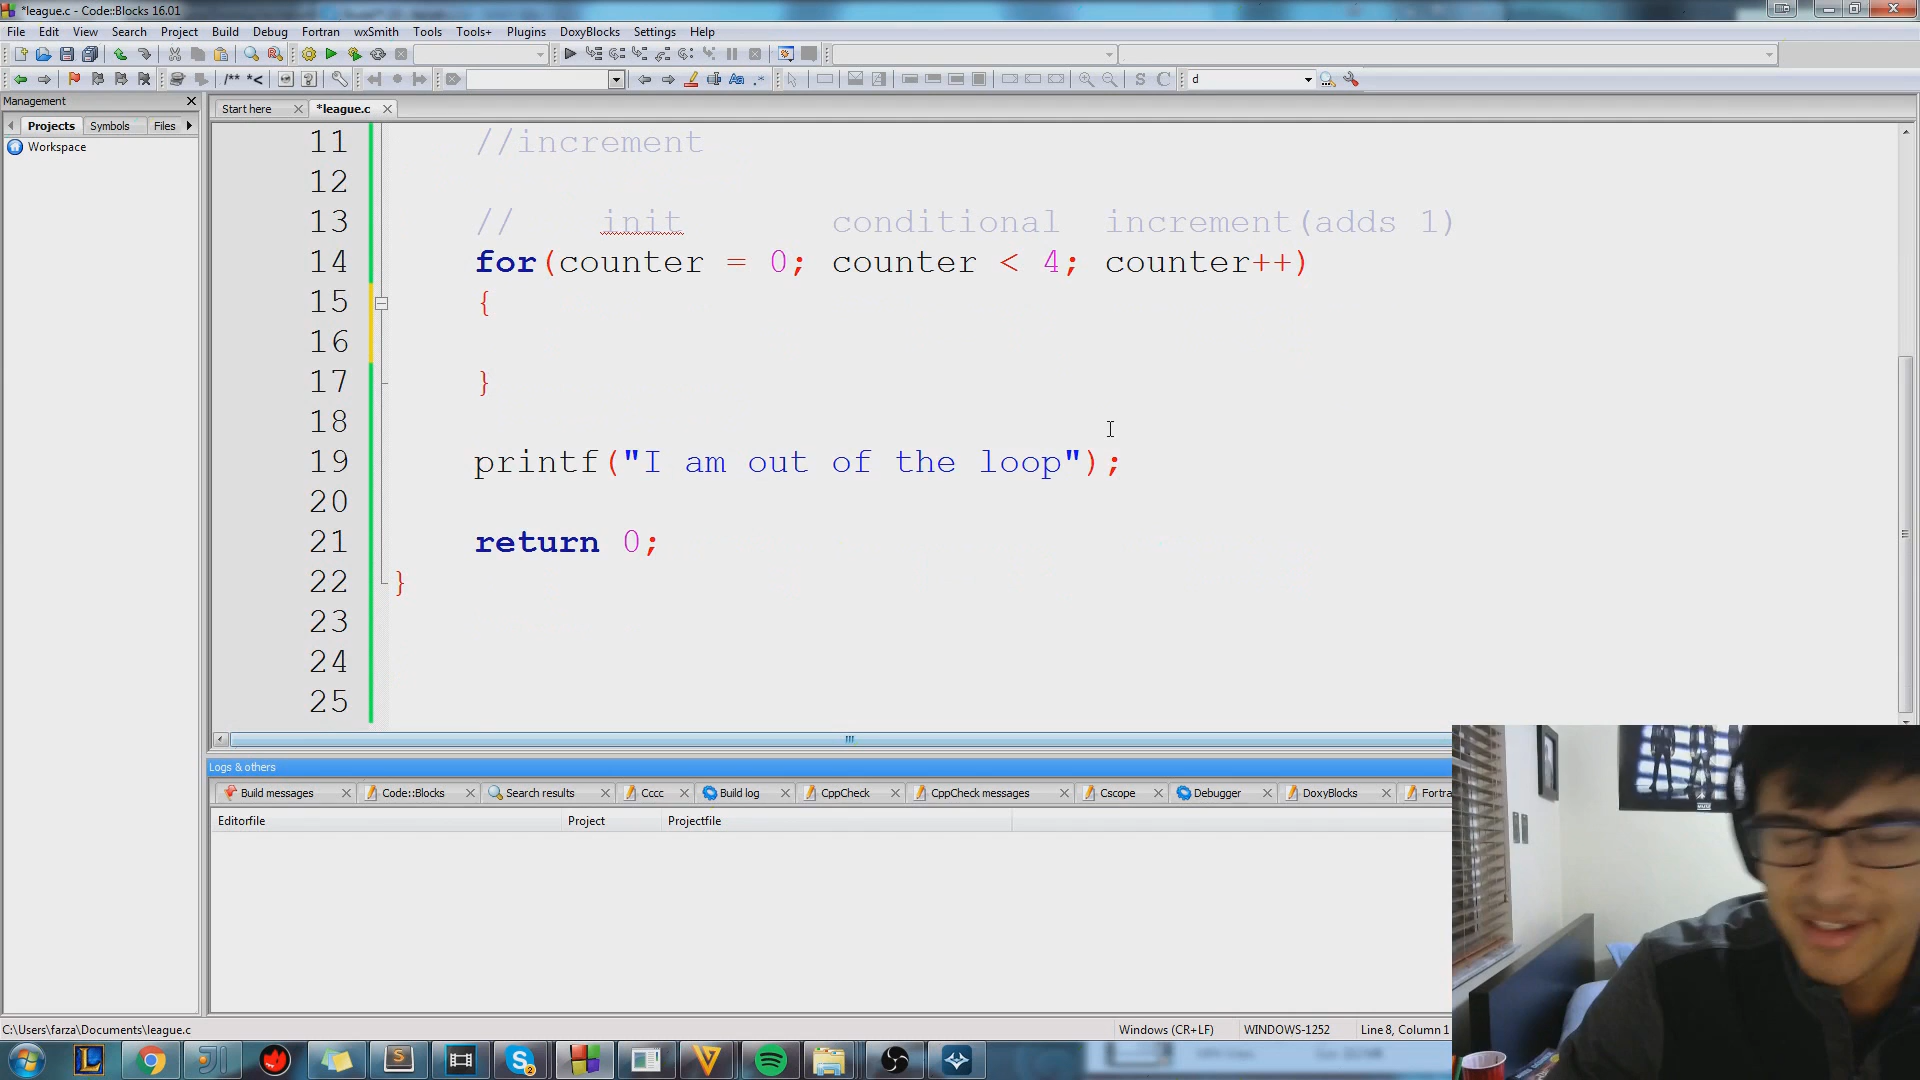 *league.c - Code::Blocks 16.01
File Edit View Search Project Build Debug Fortran wxSmith Tools Tools+ Plugins DoxyBlocks Settings Help
/** *< ? Aa .* S C d
Management
Start here *league.c
Projects Symbols Files
Workspace
11 //increment
12
13 // init conditional increment(adds 1)
14 for(counter = 0; counter < 4; counter++)
15 {
16
17 }
18
19 printf("I am out of the loop");
20
21 return 0;
22 }
23
24
25
Logs & others
Build messages Code::Blocks Search results Cccc Build log CppCheck CppCheck messages Cscope Debugger DoxyBlocks Fortra
Editorfile Project Projectfile
C:\Users\farza\Documents\league.c Windows (CR+LF) WINDOWS-1252 Line 8, Column 1